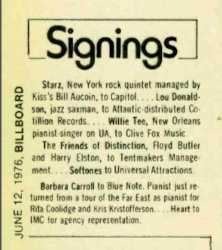 Signings
Starz, New York rock quintet managed by
Kiss's Bill Aucoin, to Capitol. . . . Lou Donald-
son, jazz saxman, to Atlantic-distributed Co-
tillion Records. . . . Willie Tee, New Orleans
pianist-singer on UA, to Clive Fox Music.
The Friends of Distinction, Floyd Butler
and Harry Elston, to Tentmakers Manage-
ment. . . . Softones to Universal Attractions.
Barbara Carroll to Blue Note. Pianist just re-
turned from a tour of the Far East as pianist for
Rita Coolidge and Kris Kristofferson. . . . Heart to
IMC for agency representation.
JUNE 12, 1976, BILLBOARD